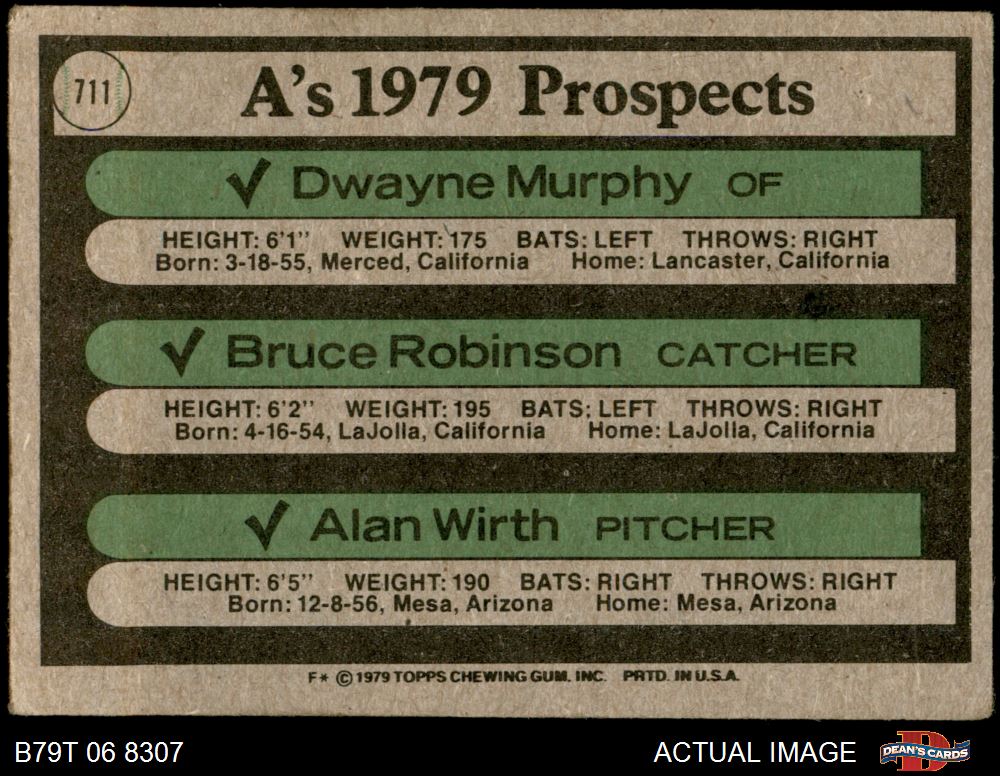 711
A's 1979 Prospects
✓ Dwayne Murphy OF
HEIGHT: 6'1" WEIGHT: 175 BATS: LEFT THROWS: RIGHT
Born: 3-18-55, Merced, California Home: Lancaster, California
✓ Bruce Robinson CATCHER
HEIGHT: 6'2" WEIGHT: 195 BATS: LEFT THROWS: RIGHT
Born: 4-16-54, LaJolla, California Home: LaJolla, California
✓ Alan Wirth PITCHER
HEIGHT: 6'5" WEIGHT: 190 BATS: RIGHT THROWS: RIGHT
Born: 12-8-56, Mesa, Arizona Home: Mesa, Arizona
F* © 1979 TOPPS CHEWING GUM, INC. PRTD. IN U.S.A.
B79T 06 8307 ACTUAL IMAGE D DEAN'S CARDS